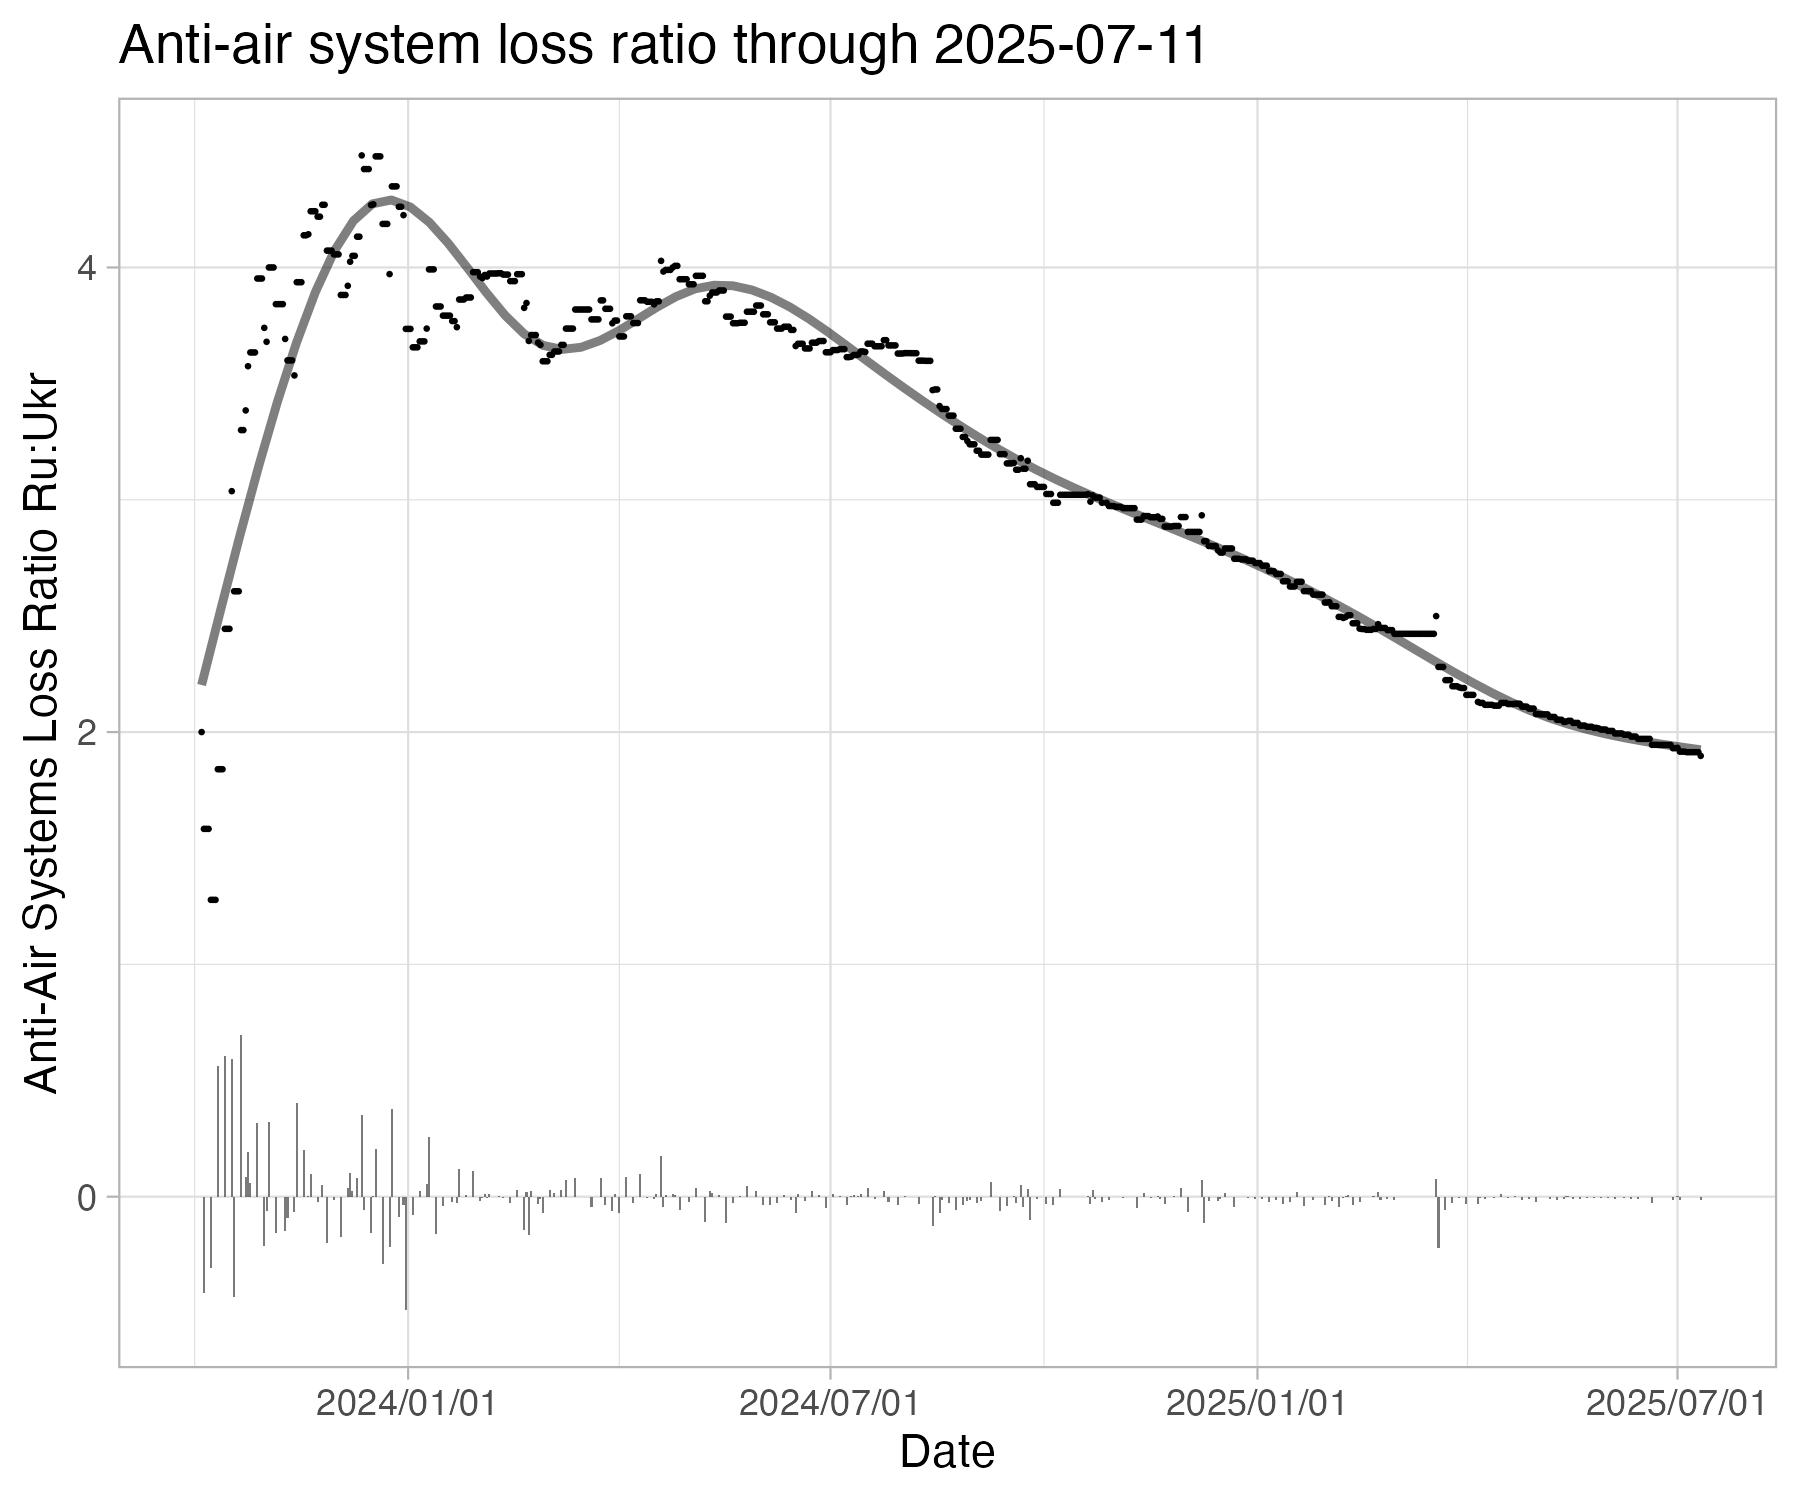 Anti-air system loss ratio through 2025-07-11
Anti-Air Systems Loss Ratio Ru:Ukr
4
2
0
2024/01/01
2024/07/01
2025/01/01
2025/07/01
Date